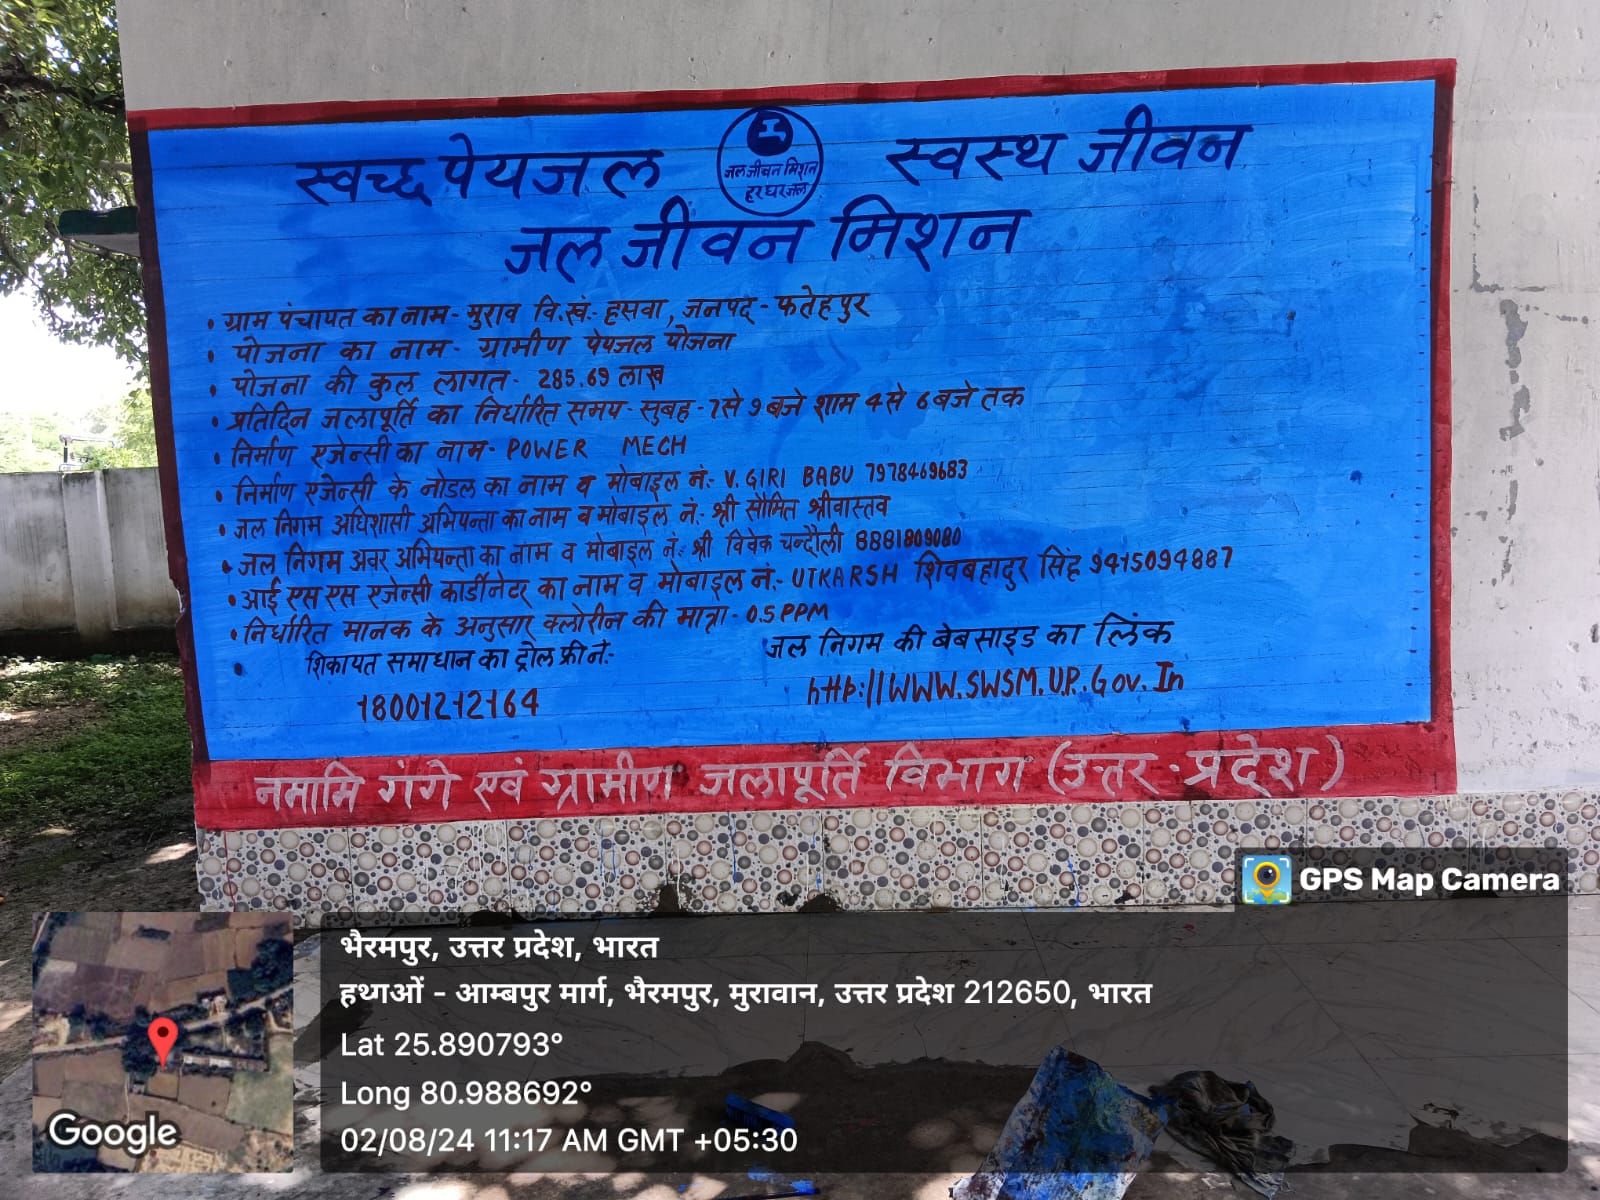 स्वच्छ पेयजल
जल जीवन मिशन
हर घर जल
स्वस्थ जीवन
जल जीवन मिशन
• ग्राम पंचायत का नाम- मुराव वि.खं.- हसवा, जनपद - फतेहपुर
• योजना का नाम- ग्रामीण पेयजल योजना
• योजना की कुल लागत- 285.69 लाख
• प्रतिदिन जलापूर्ति का निर्धारित समय- सुबह - 7 से 9 बजे शाम 4 से 6 बजे तक
• निर्माण एजेन्सी का नाम- POWER MECH
• निर्माण एजेन्सी के नोडल का नाम व मोबाइल नं:- V. GIRI BABU 7978469683
• जल निगम अधिशासी अभियन्ता का नाम व मोबाइल नं.- श्री सौमित श्रीवास्तव
• जल निगम अवर अभियन्ता का नाम व मोबाइल नं:- श्री विवेक चन्दौली 8881809080
• आई एस एस एजेन्सी कार्डीनेटर का नाम व मोबाइल नं.- UTKARSH शिवबहादुर सिंह 9415094887
• निर्धारित मानक के अनुसार क्लोरीन की मात्रा- 0.5 PPM
• शिकायत समाधान का ट्रोल फ्री नं:-
18001212164
जल निगम की बेबसाइड का लिंक
http://WWW.SWSM.U.P.Gov.In
नमामि गंगे एवं ग्रामीण जलापूर्ति विभाग (उत्तर-प्रदेश)
GPS Map Camera
भैरमपुर, उत्तर प्रदेश, भारत
हथगाओं - आम्बपुर मार्ग, भैरमपुर, मुरावान, उत्तर प्रदेश 212650, भारत
Lat 25.890793°
Long 80.988692°
02/08/24 11:17 AM GMT +05:30
Google